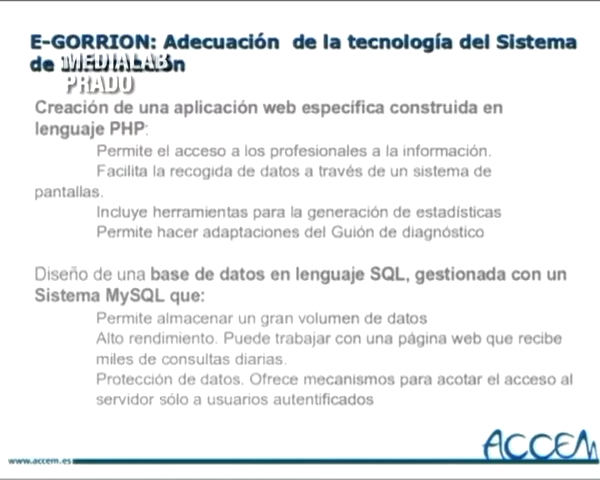 E-GORRION: Adecuación de la tecnología del Sistema
de
MEDIALAB
PRADO
Creación de una aplicación web especifica construida en
lenguaje PHP:
Permite el acceso a los profesionales a la información.
Facilita la recogida de datos a través de un sistema de
pantallas.
Incluye herramientas para la generación de estadísticas
Permite hacer adaptaciones del Guión de diagnóstico
Diseño de una base de datos en lenguaje SQL, gestionada con un
Sistema MySQL que:
Permite almacenar un gran volumen de datos
Alto rendimiento. Puede trabajar con una página web que recibe
miles de consultas diarias.
Protección de datos. Ofrece mecanismos para acotar el acceso al
servidor sólo a usuarios autentificados
ACCEM
www.accem.es